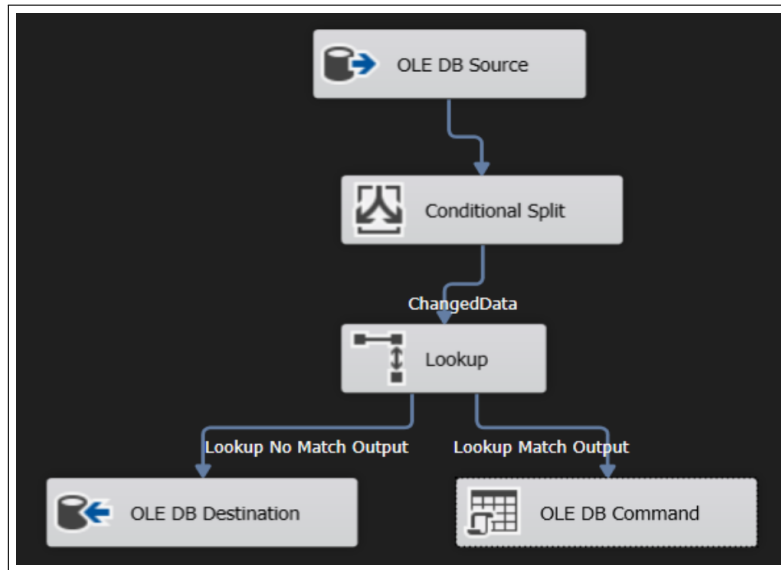 OLE DB Source
Conditional Split
ChangedData
Lookup
Lookup No Match Output
Lookup Match Output
OLE DB Destination
OLE DB Command